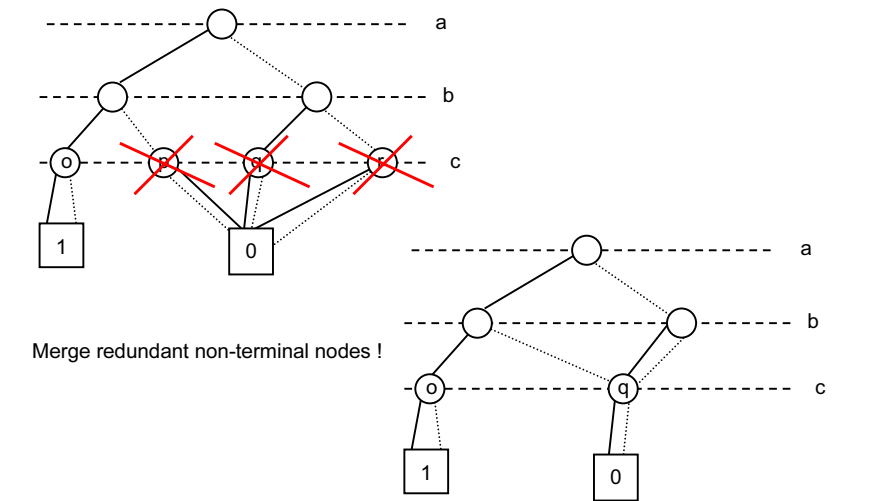 a
b
o p q r c
1 0
a
Merge redundant non-terminal nodes !
b
o q c
1 0